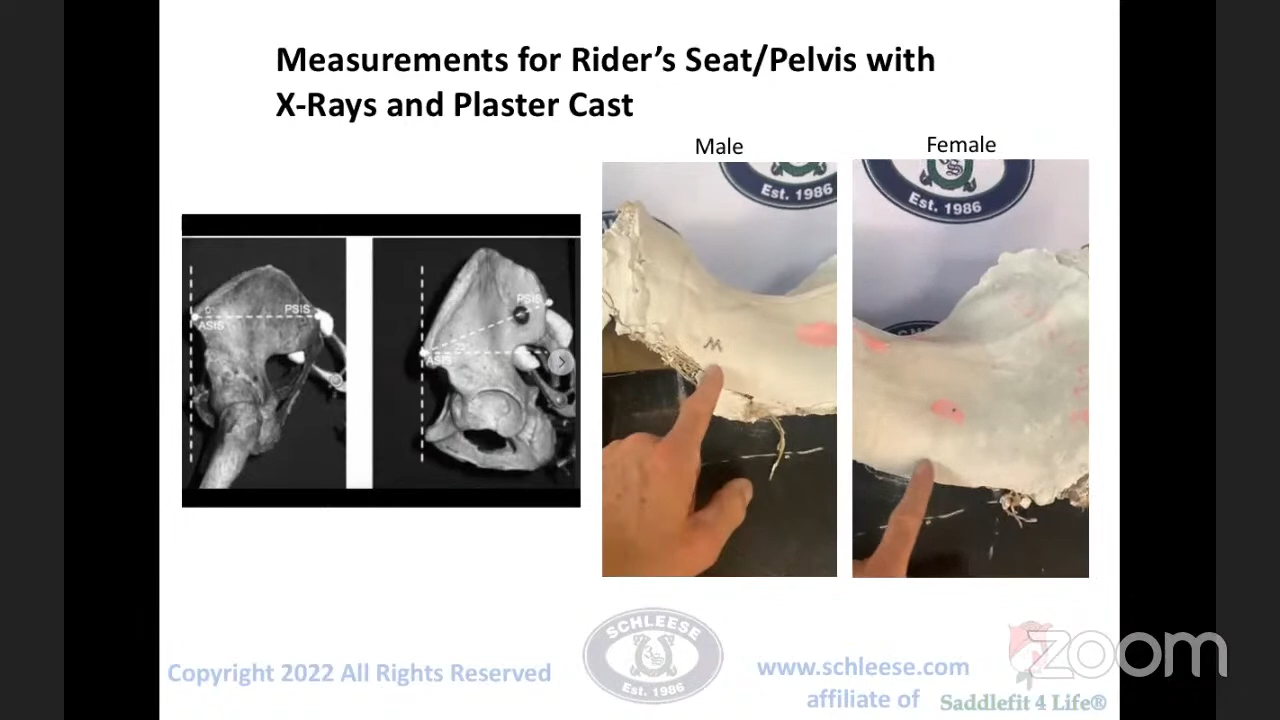 Measurements for Rider’s Seat/Pelvis with
X-Rays and Plaster Cast
Male
Female
Est. 1986
Est. 1986
PSIS
ASIS
PSIS
ASIS
M
SCHLEESE
Est. 1986
Copyright 2022 All Rights Reserved
www.schleese.com
affiliate of Saddlefit 4 Life®
zoom